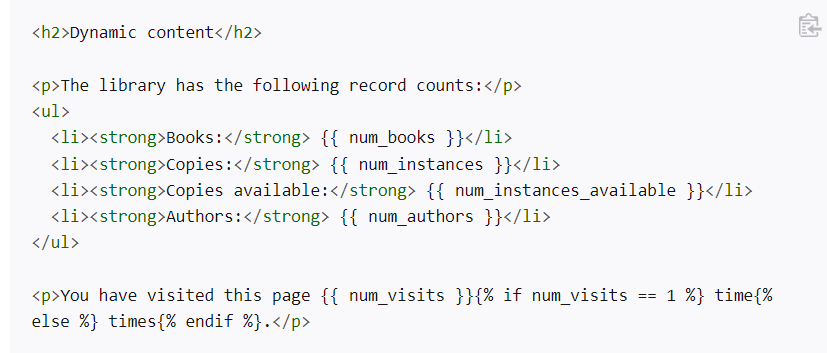 <h2>Dynamic content</h2>
<p>The library has the following record counts:</p>
<ul>
  <li><strong>Books:</strong> {{ num_books }}</li>
  <li><strong>Copies:</strong> {{ num_instances }}</li>
  <li><strong>Copies available:</strong> {{ num_instances_available }}</li>
  <li><strong>Authors:</strong> {{ num_authors }}</li>
</ul>
<p>You have visited this page {{ num_visits }}{% if num_visits == 1 %} time{%
else %} times{% endif %}.</p>